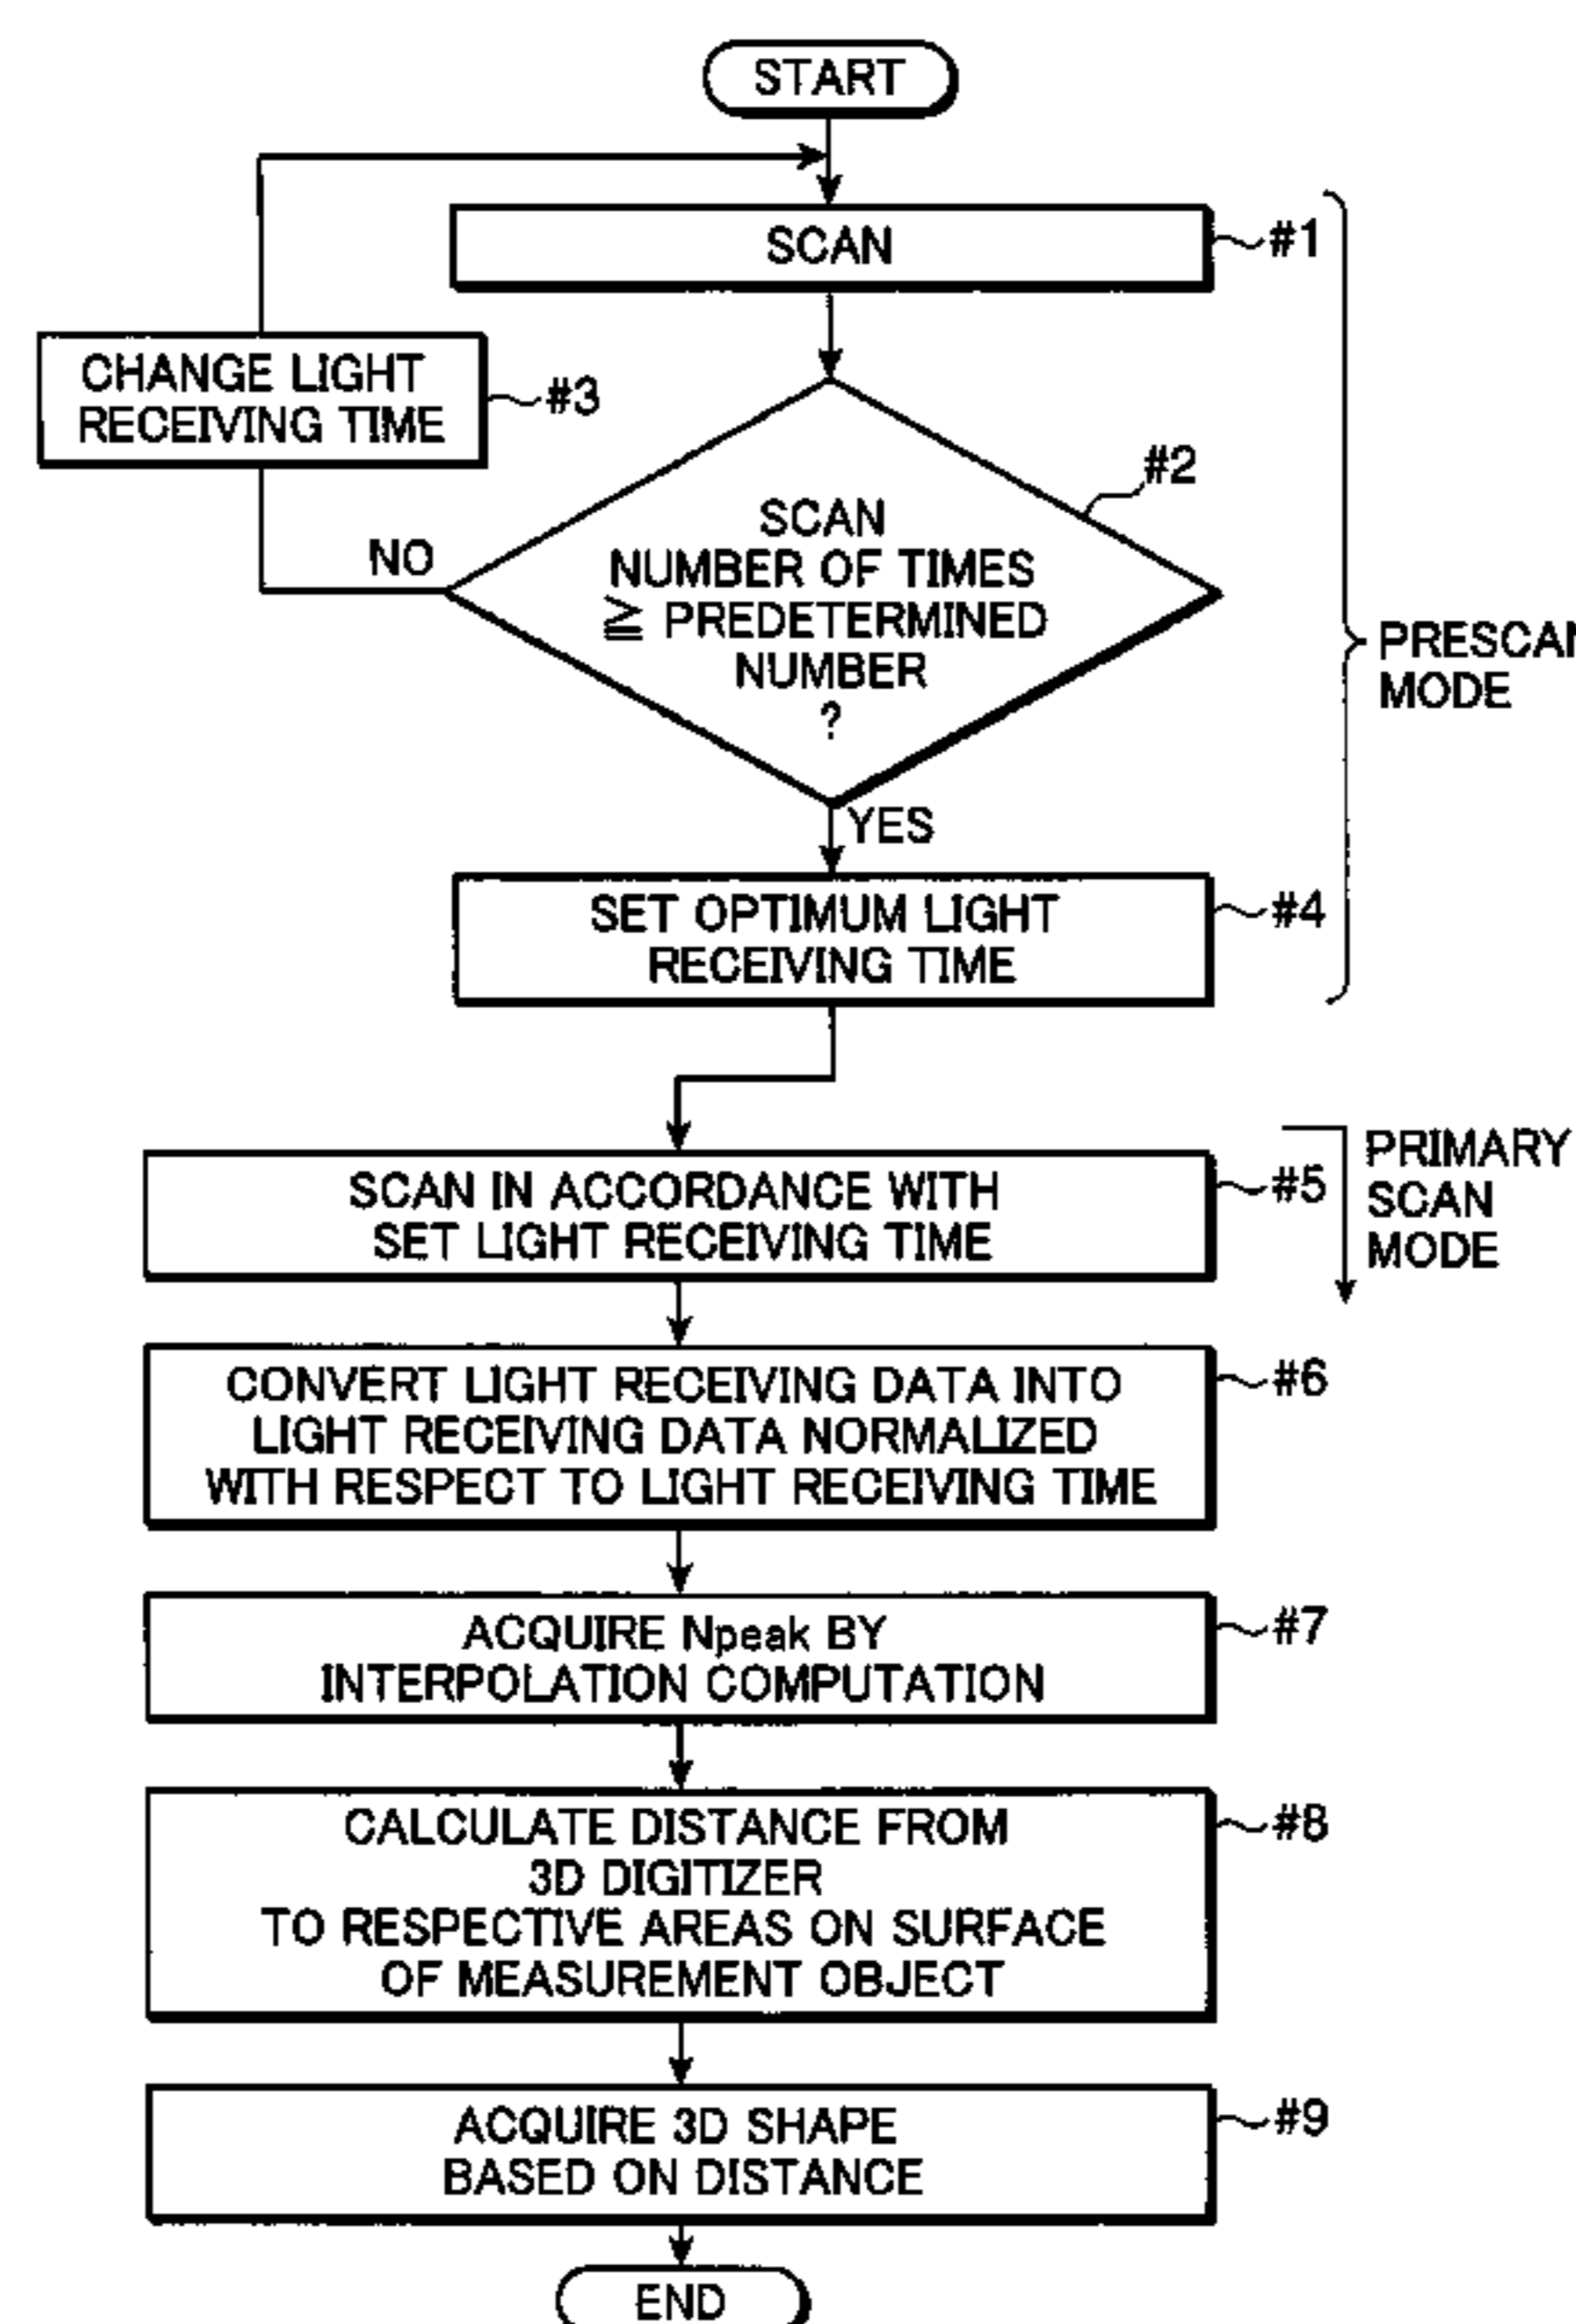 START
SCAN
#1
CHANGE LIGHT
RECEIVING TIME
#3
#2
SCAN
NUMBER OF TIMES
≧ PREDETERMINED
NUMBER
?
NO
YES
PRESCAN
MODE
SET OPTIMUM LIGHT
RECEIVING TIME
#4
SCAN IN ACCORDANCE WITH
SET LIGHT RECEIVING TIME
#5
PRIMARY
SCAN
MODE
CONVERT LIGHT RECEIVING DATA INTO
LIGHT RECEIVING DATA NORMALIZED
WITH RESPECT TO LIGHT RECEIVING TIME
#6
ACQUIRE Npeak BY
INTERPOLATION COMPUTATION
#7
CALCULATE DISTANCE FROM
3D DIGITIZER
TO RESPECTIVE AREAS ON SURFACE
OF MEASUREMENT OBJECT
#8
ACQUIRE 3D SHAPE
BASED ON DISTANCE
#9
END